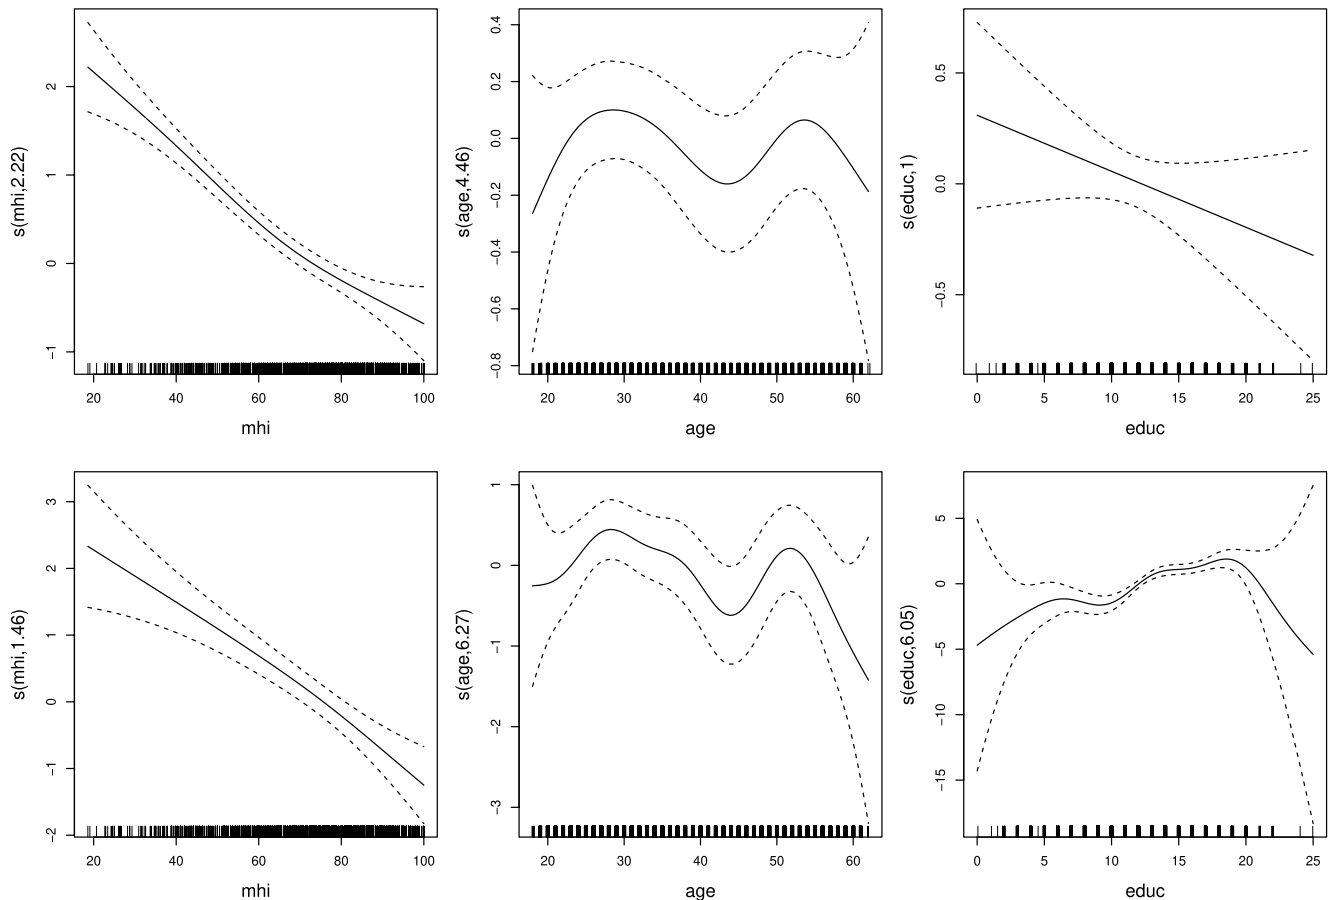 s(mhi,2.22)
2
1
0
−1
20 40 60 80 100
mhi
s(age,4.46)
0.4
0.2
0.0
−0.2
−0.4
−0.6
−0.8
20 30 40 50 60
age
s(educ,1)
0.5
0.0
−0.5
0 5 10 15 20 25
educ
s(mhi,1.46)
3
2
1
0
−1
−2
20 40 60 80 100
mhi
s(age,6.27)
1
0
−1
−2
−3
20 30 40 50 60
age
s(educ,6.05)
5
0
−5
−10
−15
0 5 10 15 20 25
educ